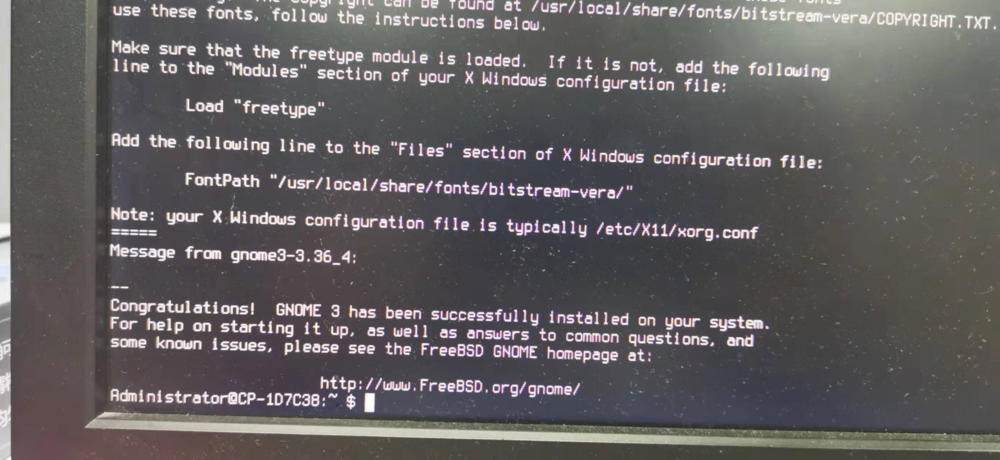 Copyright can be found at /usr/local/share/fonts/bitstream-vera/COPYRIGHT.TXT.
use these fonts, follow the instructions below.
Make sure that the freetype module is loaded.  If it is not, add the following
line to the "Modules" section of your X Windows configuration file:
Load "freetype"
Add the following line to the "Files" section of X Windows configuration file:
FontPath "/usr/local/share/fonts/bitstream-vera/"
Note: your X Windows configuration file is typically /etc/X11/xorg.conf
=====
Message from gnome3-3.36_4:
--
Congratulations!  GNOME 3 has been successfully installed on your system.
For help on starting it up, as well as answers to common questions, and
some known issues, please see the FreeBSD GNOME homepage at:
http://www.FreeBSD.org/gnome/
Administrator@CP-1D7C38:~ $